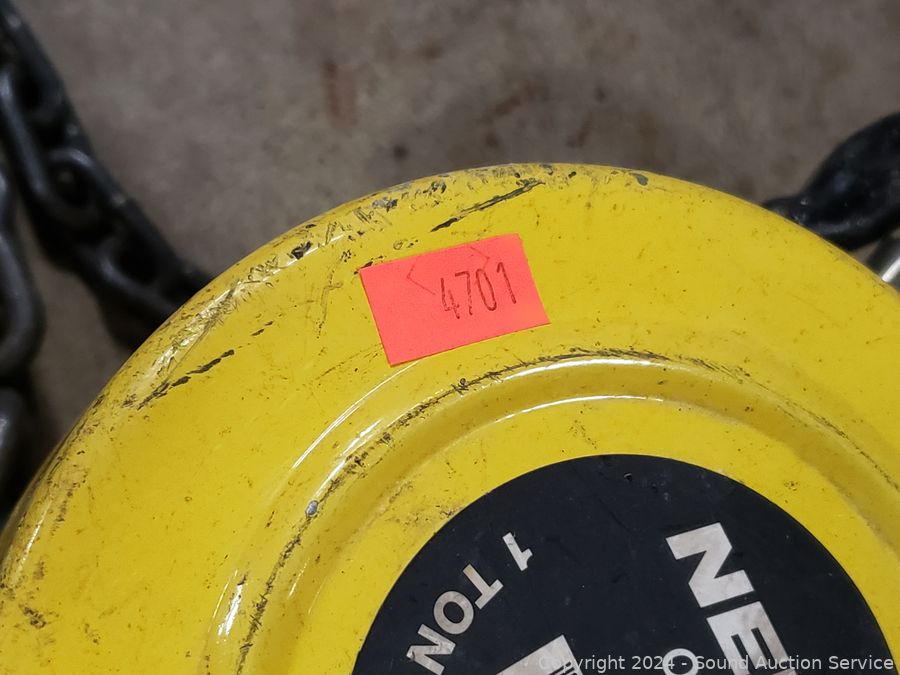 4701
1 TON
NE
Copyright 2024 - Sound Auction Service